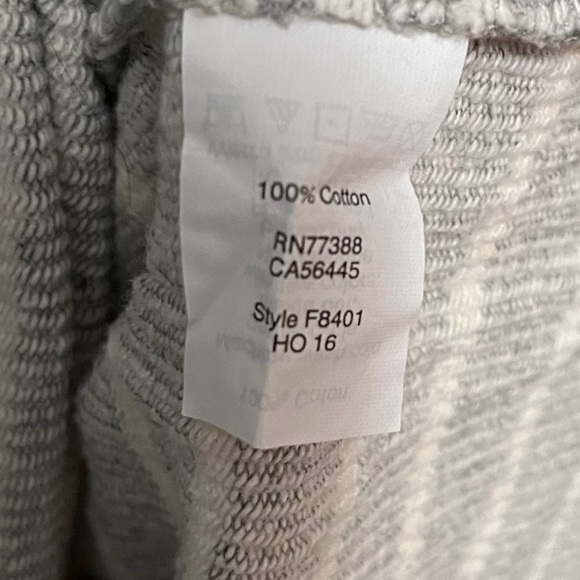 100% Cotton
RN77388
CA56445
Style F8401
HO 16